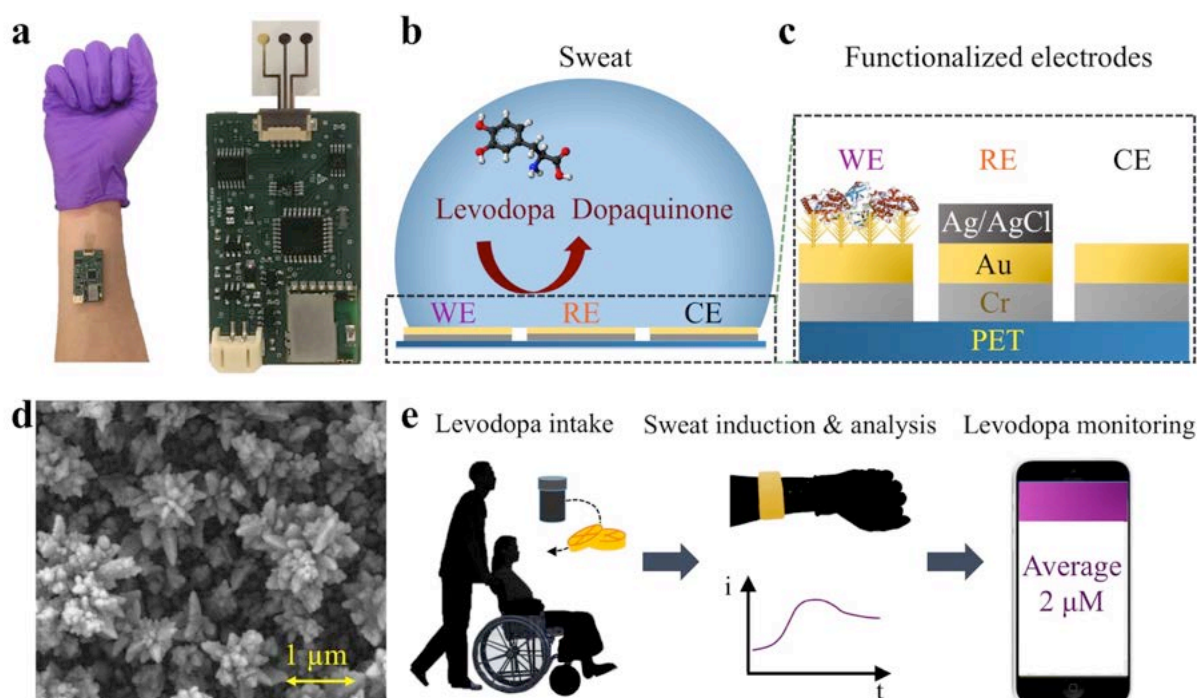 a
b
Sweat
Levodopa Dopaquinone
WE RE CE
c
Functionalized electrodes
WE RE CE
Ag/AgCl
Au
Cr
PET
d
1 μm
e
Levodopa intake
Sweat induction & analysis
Levodopa monitoring
i
t
Average
2 μM